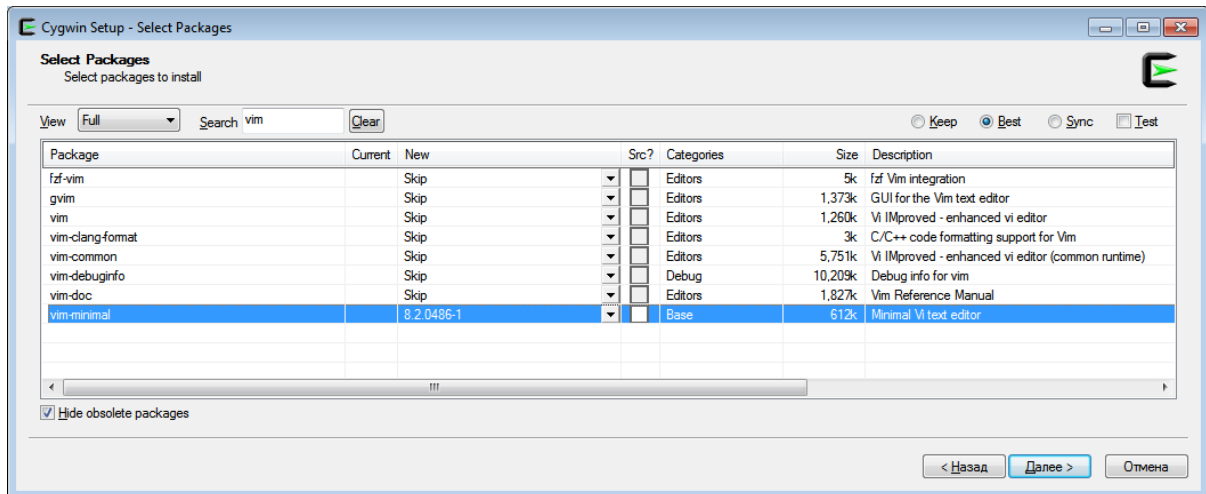 Cygwin Setup - Select Packages
Select Packages
Select packages to install
View Full Search vim Clear Keep Best Sync Test
Package Current New Src? Categories Size Description
fzf-vim Skip Editors 5k fzf Vim integration
gvim Skip Editors 1,373k GUI for the Vim text editor
vim Skip Editors 1,260k Vi IMproved - enhanced vi editor
vim-clang-format Skip Editors 3k C/C++ code formatting support for Vim
vim-common Skip Editors 5,751k Vi IMproved - enhanced vi editor (common runtime)
vim-debuginfo Skip Debug 10,209k Debug info for vim
vim-doc Skip Editors 1,827k Vim Reference Manual
vim-minimal 8.2.0486-1 Base 612k Minimal Vi text editor
Hide obsolete packages
< Назад Далее > Отмена